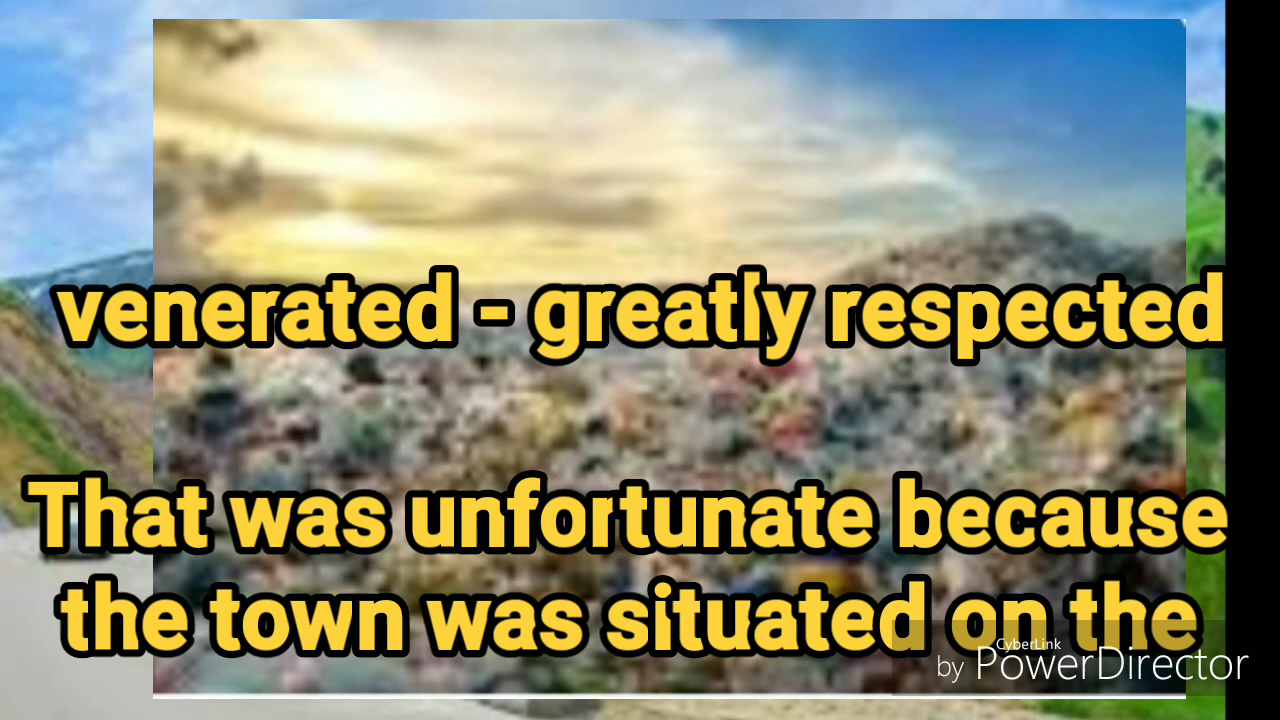 venerated - greatly respected
That was unfortunate because
the town was situated on the
CyberLink
by PowerDirector